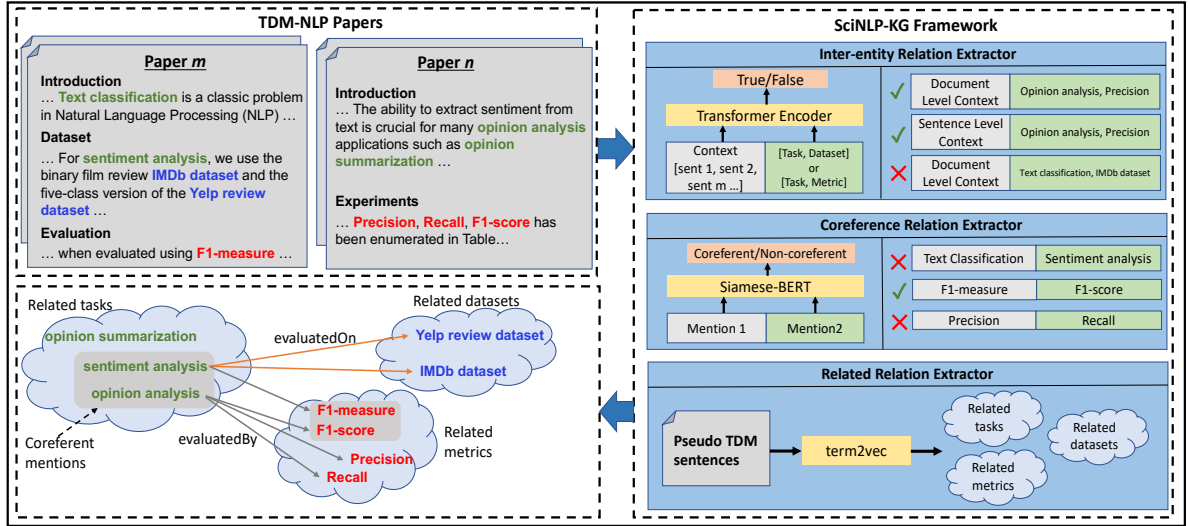 TDM-NLP Papers
Paper m
Introduction
… Text classification is a classic problem
in Natural Language Processing (NLP) …
Dataset
… For sentiment analysis, we use the
binary film review IMDb dataset and the
five-class version of the Yelp review
dataset …
Evaluation
… when evaluated using F1-measure …
Paper n
Introduction
… The ability to extract sentiment from
text is crucial for many opinion analysis
applications such as opinion
summarization …
Experiments
… Precision, Recall, F1-score has
been enumerated in Table…
Related tasks
opinion summarization
sentiment analysis
opinion analysis
Coreferent
mentions
evaluatedOn
evaluatedBy
Related datasets
Yelp review dataset
IMDb dataset
F1-measure
F1-score
Precision
Recall
Related
metrics
SciNLP-KG Framework
Inter-entity Relation Extractor
True/False
Transformer Encoder
Context
[sent 1, sent 2,
sent m ...]
[Task, Dataset]
or
[Task, Metric]
✓
Document
Level Context
Opinion analysis, Precision
✓
Sentence Level
Context
Opinion analysis, Precision
✗
Document
Level Context
Text classification, IMDb dataset
Coreference Relation Extractor
Coreferent/Non-coreferent
Siamese-BERT
Mention 1
Mention2
✗
Text Classification
Sentiment analysis
✓
F1-measure
F1-score
✗
Precision
Recall
Related Relation Extractor
Pseudo TDM
sentences
term2vec
Related
tasks
Related
datasets
Related
metrics